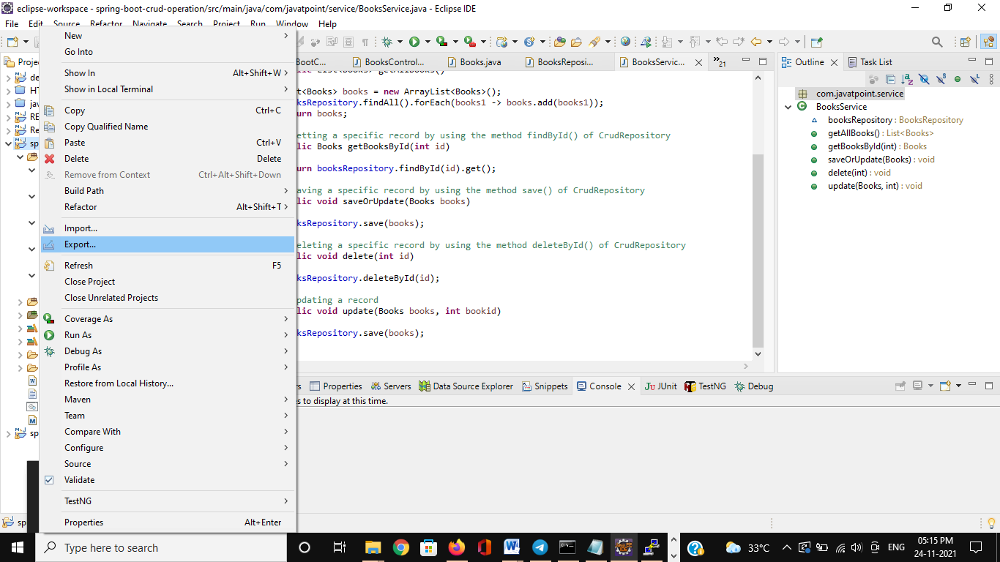 eclipse-workspace - spring-boot-crud-operation/src/main/java/com/javatpoint/service/BooksService.java - Eclipse IDE
File Edit Source Refactor Navigate Search Project Run Window Help
Projec
BootC...
BooksControl...
Books.java
BooksReposi...
BooksServic...
21
Outline
Task List
de
HT
jav
RE
Re
sp
sp
sp
New
Go Into
Show In Alt+Shift+W
Show in Local Terminal
Copy Ctrl+C
Copy Qualified Name
Paste Ctrl+V
Delete Delete
Remove from Context Ctrl+Alt+Shift+Down
Build Path
Refactor Alt+Shift+T
Import...
Export...
Refresh F5
Close Project
Close Unrelated Projects
Coverage As
Run As
Debug As
Profile As
Restore from Local History...
Maven
Team
Compare With
Configure
Source
Validate
TestNG
Properties Alt+Enter
lic List<Books> getAllBooks()
t<Books> books = new ArrayList<Books>();
ksRepository.findAll().forEach(books1 -> books.add(books1));
urn books;
etting a specific record by using the method findById() of CrudRepository
lic Books getBooksById(int id)
urn booksRepository.findById(id).get();
aving a specific record by using the method save() of CrudRepository
lic void saveOrUpdate(Books books)
ksRepository.save(books);
eleting a specific record by using the method deleteById() of CrudRepository
lic void delete(int id)
ksRepository.deleteById(id);
pdating a record
lic void update(Books books, int bookid)
ksRepository.save(books);
com.javatpoint.service
BooksService
booksRepository : BooksRepository
getAllBooks() : List<Books>
getBooksById(int) : Books
saveOrUpdate(Books) : void
delete(int) : void
update(Books, int) : void
rs
Properties
Servers
Data Source Explorer
Snippets
Console
JUnit
TestNG
Debug
s to display at this time.
Type here to search
33°C
ENG
05:15 PM
24-11-2021